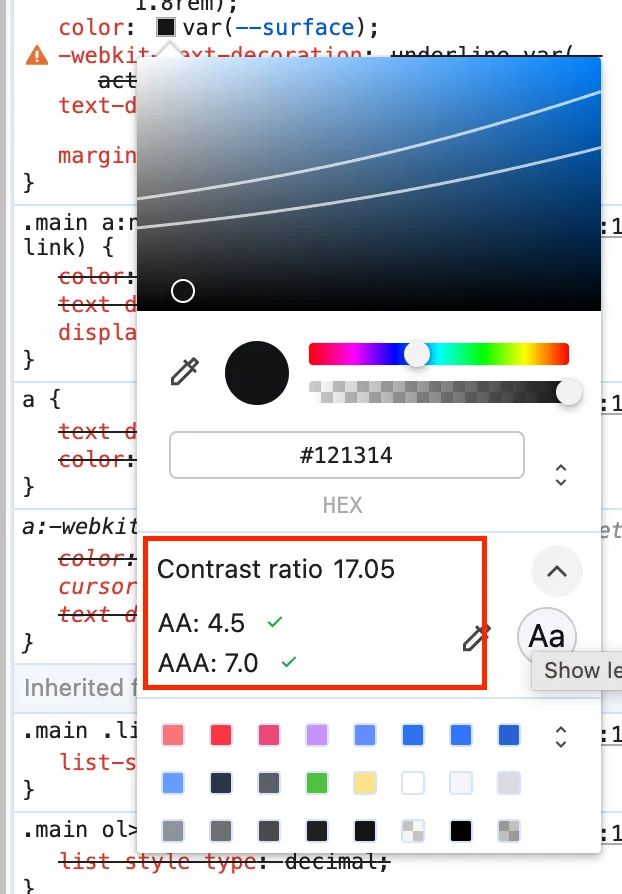 1.8rem);
color: var(--surface);
-webkit-text-decoration: underline var(--
act
text-d
margin
}
.main a:n
link) {
:1
color:
text-d
displa
}
a {
:1
text-d
color:
}
a:-webkit
et
color:
cursor
text-d
}
Inherited f
.main .li
:1
list-s
}
.main ol>
:1
list-style-type: decimal;
}
#121314
HEX
Contrast ratio 17.05
AA: 4.5
AAA: 7.0
Aa
Show le